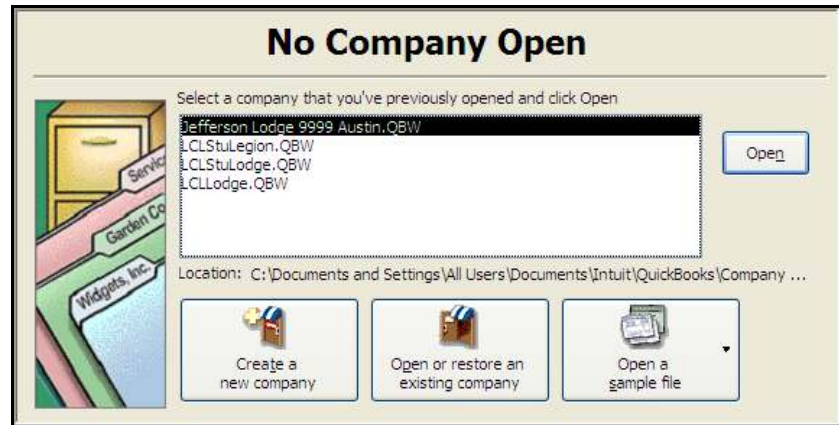 No Company Open
Select a company that you've previously opened and click Open
Jefferson Lodge 9999 Austin.QBW
LCLStuLegion.QBW
LCLStuLodge.QBW
LCLLodge.QBW
Open
Location: C:\Documents and Settings\All Users\Documents\Intuit\QuickBooks\Company ...
Services
Garden Co
Widgets, Inc.
Create a
new company
Open or restore an
existing company
Open a
sample file